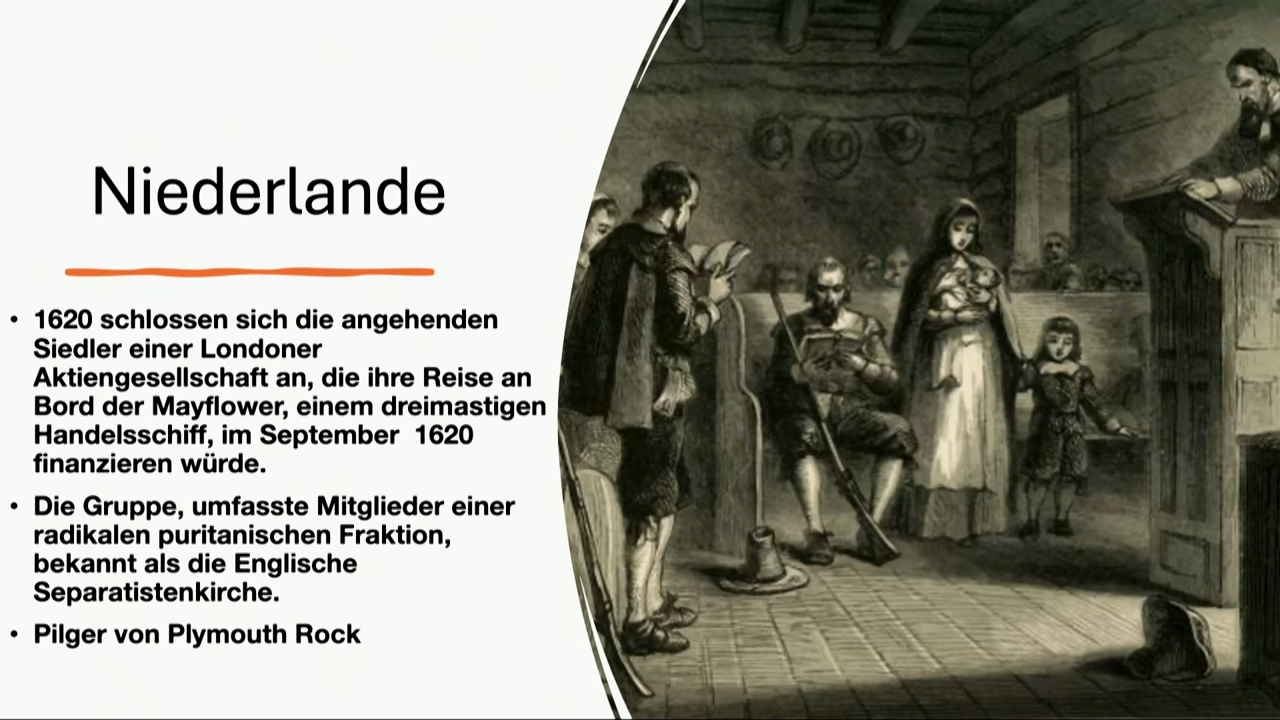 Niederlande
• 1620 schlossen sich die angehenden
Siedler einer Londoner
Aktiengesellschaft an, die ihre Reise an
Bord der Mayflower, einem dreimastigen
Handelsschiff, im September  1620
finanzieren würde.
• Die Gruppe, umfasste Mitglieder einer
radikalen puritanischen Fraktion,
bekannt als die Englische
Separatistenkirche.
• Pilger von Plymouth Rock